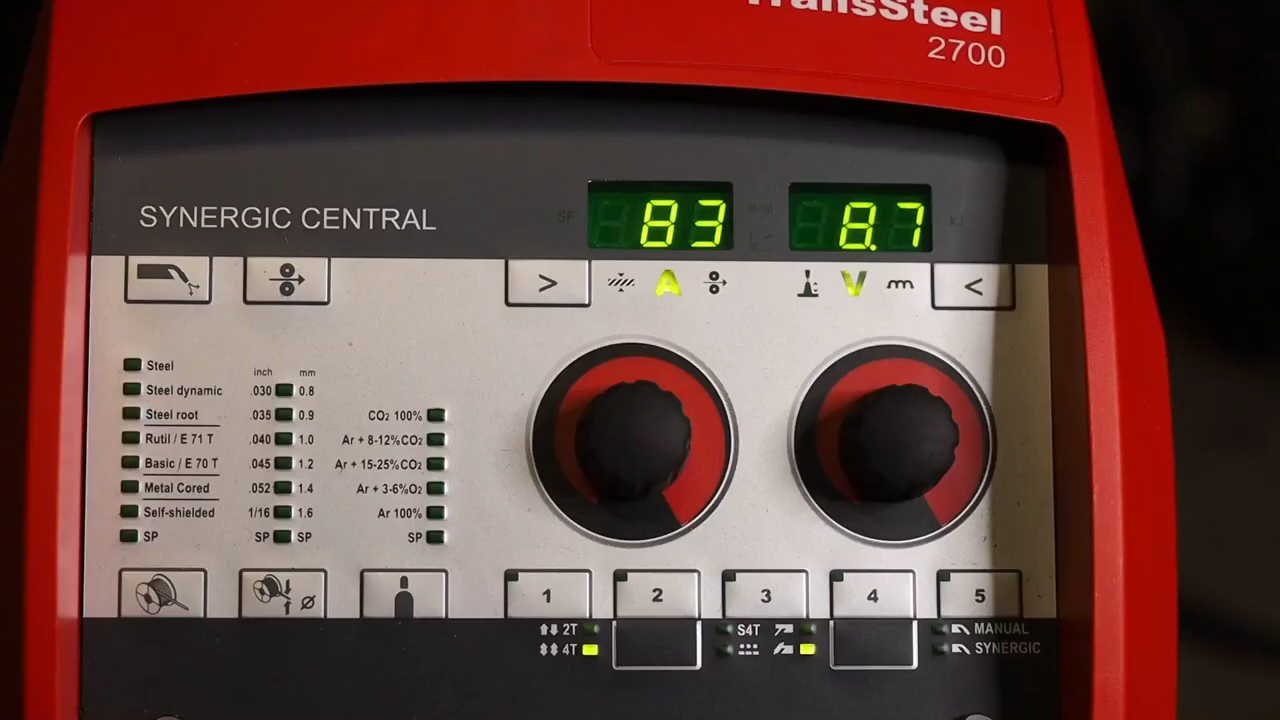 TransSteel
2700
SYNERGIC CENTRAL
SF
83
8.7
>
A
V
<
Steel
Steel dynamic
Steel root
Rutil / E 71 T
Basic / E 70 T
Metal Cored
Self-shielded
SP
inch mm
.030 0.8
.035 0.9
.040 1.0
.045 1.2
.052 1.4
1/16 1.6
SP SP
CO2 100%
Ar + 8-12%CO2
Ar + 15-25%CO2
Ar + 3-6%O2
Ar 100%
SP
Ø
1 2 3 4 5
2T S4T MANUAL
4T SYNERGIC